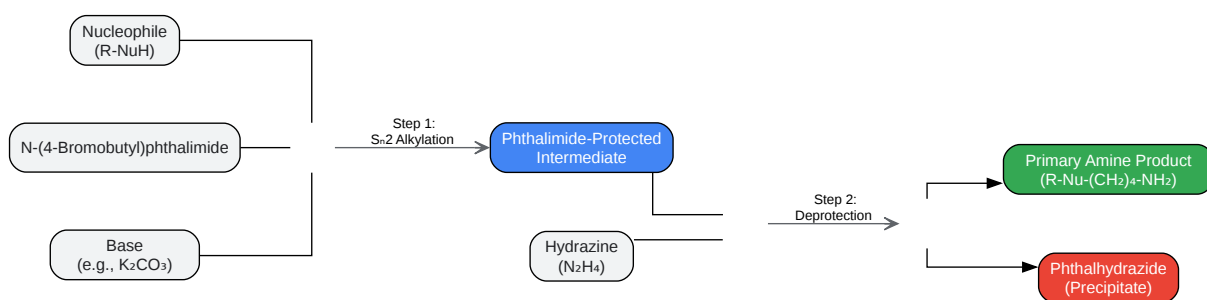 Nucleophile
(R-NuH)
N-(4-Bromobutyl)phthalimide
Base
(e.g., K₂CO₃)
Step 1:
Sₙ2 Alkylation
Phthalimide-Protected
Intermediate
Hydrazine
(N₂H₄)
Step 2:
Deprotection
Primary Amine Product
(R-Nu-(CH₂)₄-NH₂)
Phthalhydrazide
(Precipitate)